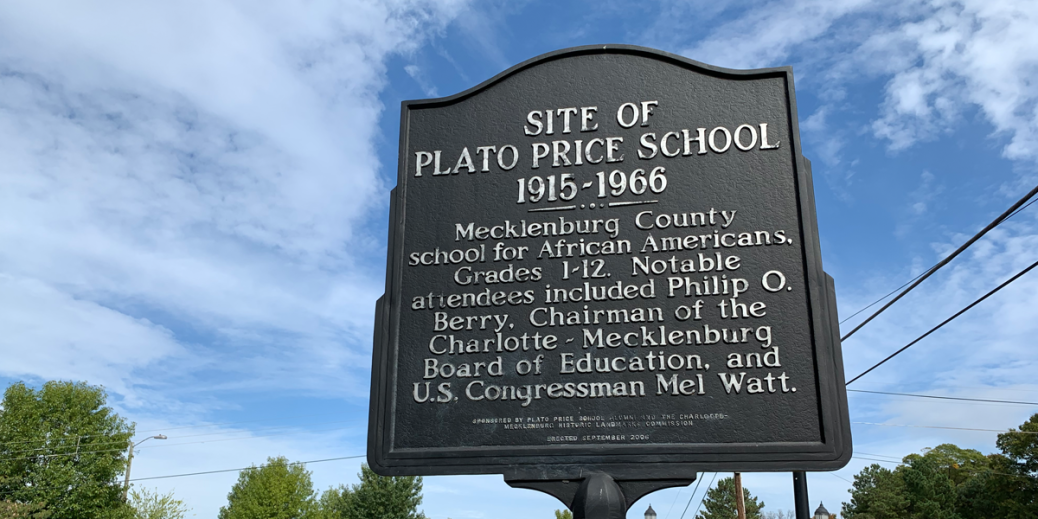 SITE OF
PLATO PRICE SCHOOL
1915-1966
Mecklenburg County
school for African Americans,
Grades 1-12. Notable
attendees included Philip O.
Berry, Chairman of the
Charlotte-Mecklenburg
Board of Education, and
U.S. Congressman Mel Watt.
SPONSORED BY PLATO PRICE SCHOOL ALUMNI AND THE CHARLOTTE-
MECKLENBURG HISTORIC LANDMARKS COMMISSION
ERECTED SEPTEMBER 2006